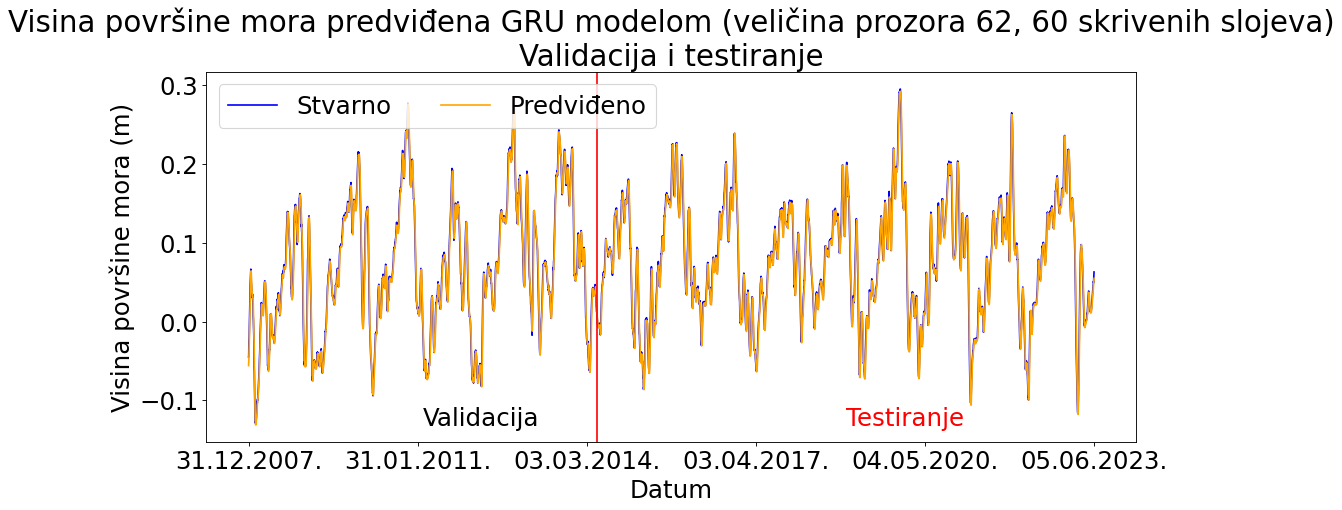 Visina površine mora predviđena GRU modelom (veličina prozora 62, 60 skrivenih slojeva)
Validacija i testiranje
Stvarno Predviđeno
Visina površine mora (m)
0.3
0.2
0.1
0.0
−0.1
Validacija
Testiranje
31.12.2007. 31.01.2011. 03.03.2014. 03.04.2017. 04.05.2020. 05.06.2023.
Datum